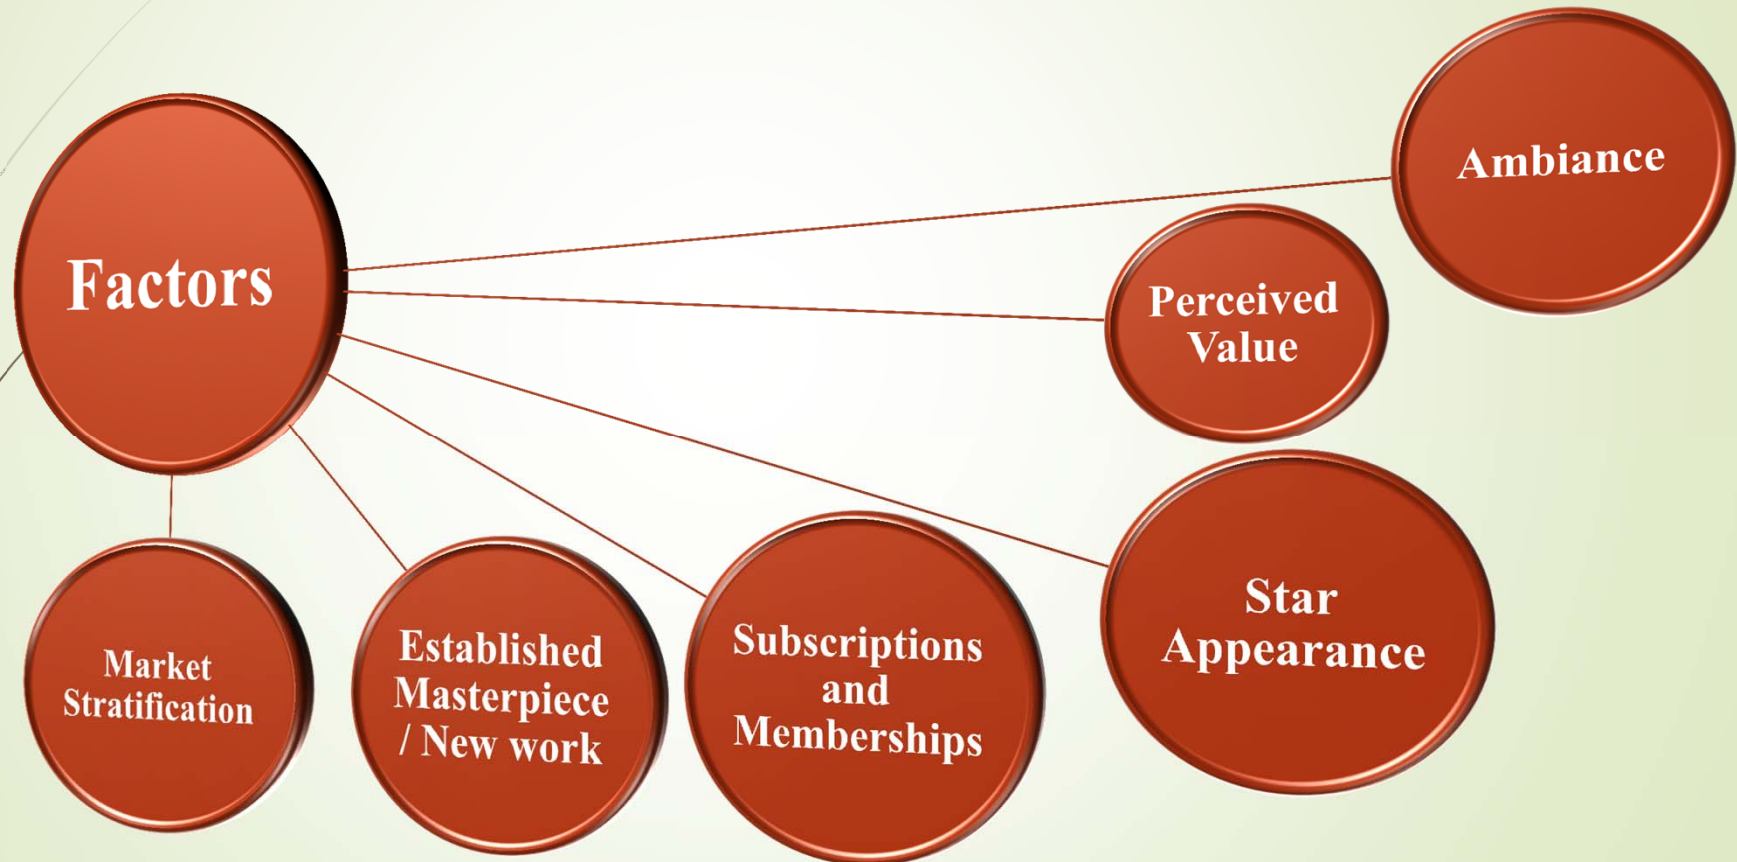 Factors
Ambiance
Perceived
Value
Star
Appearance
Subscriptions
and
Memberships
Established
Masterpiece
/ New work
Market
Stratification